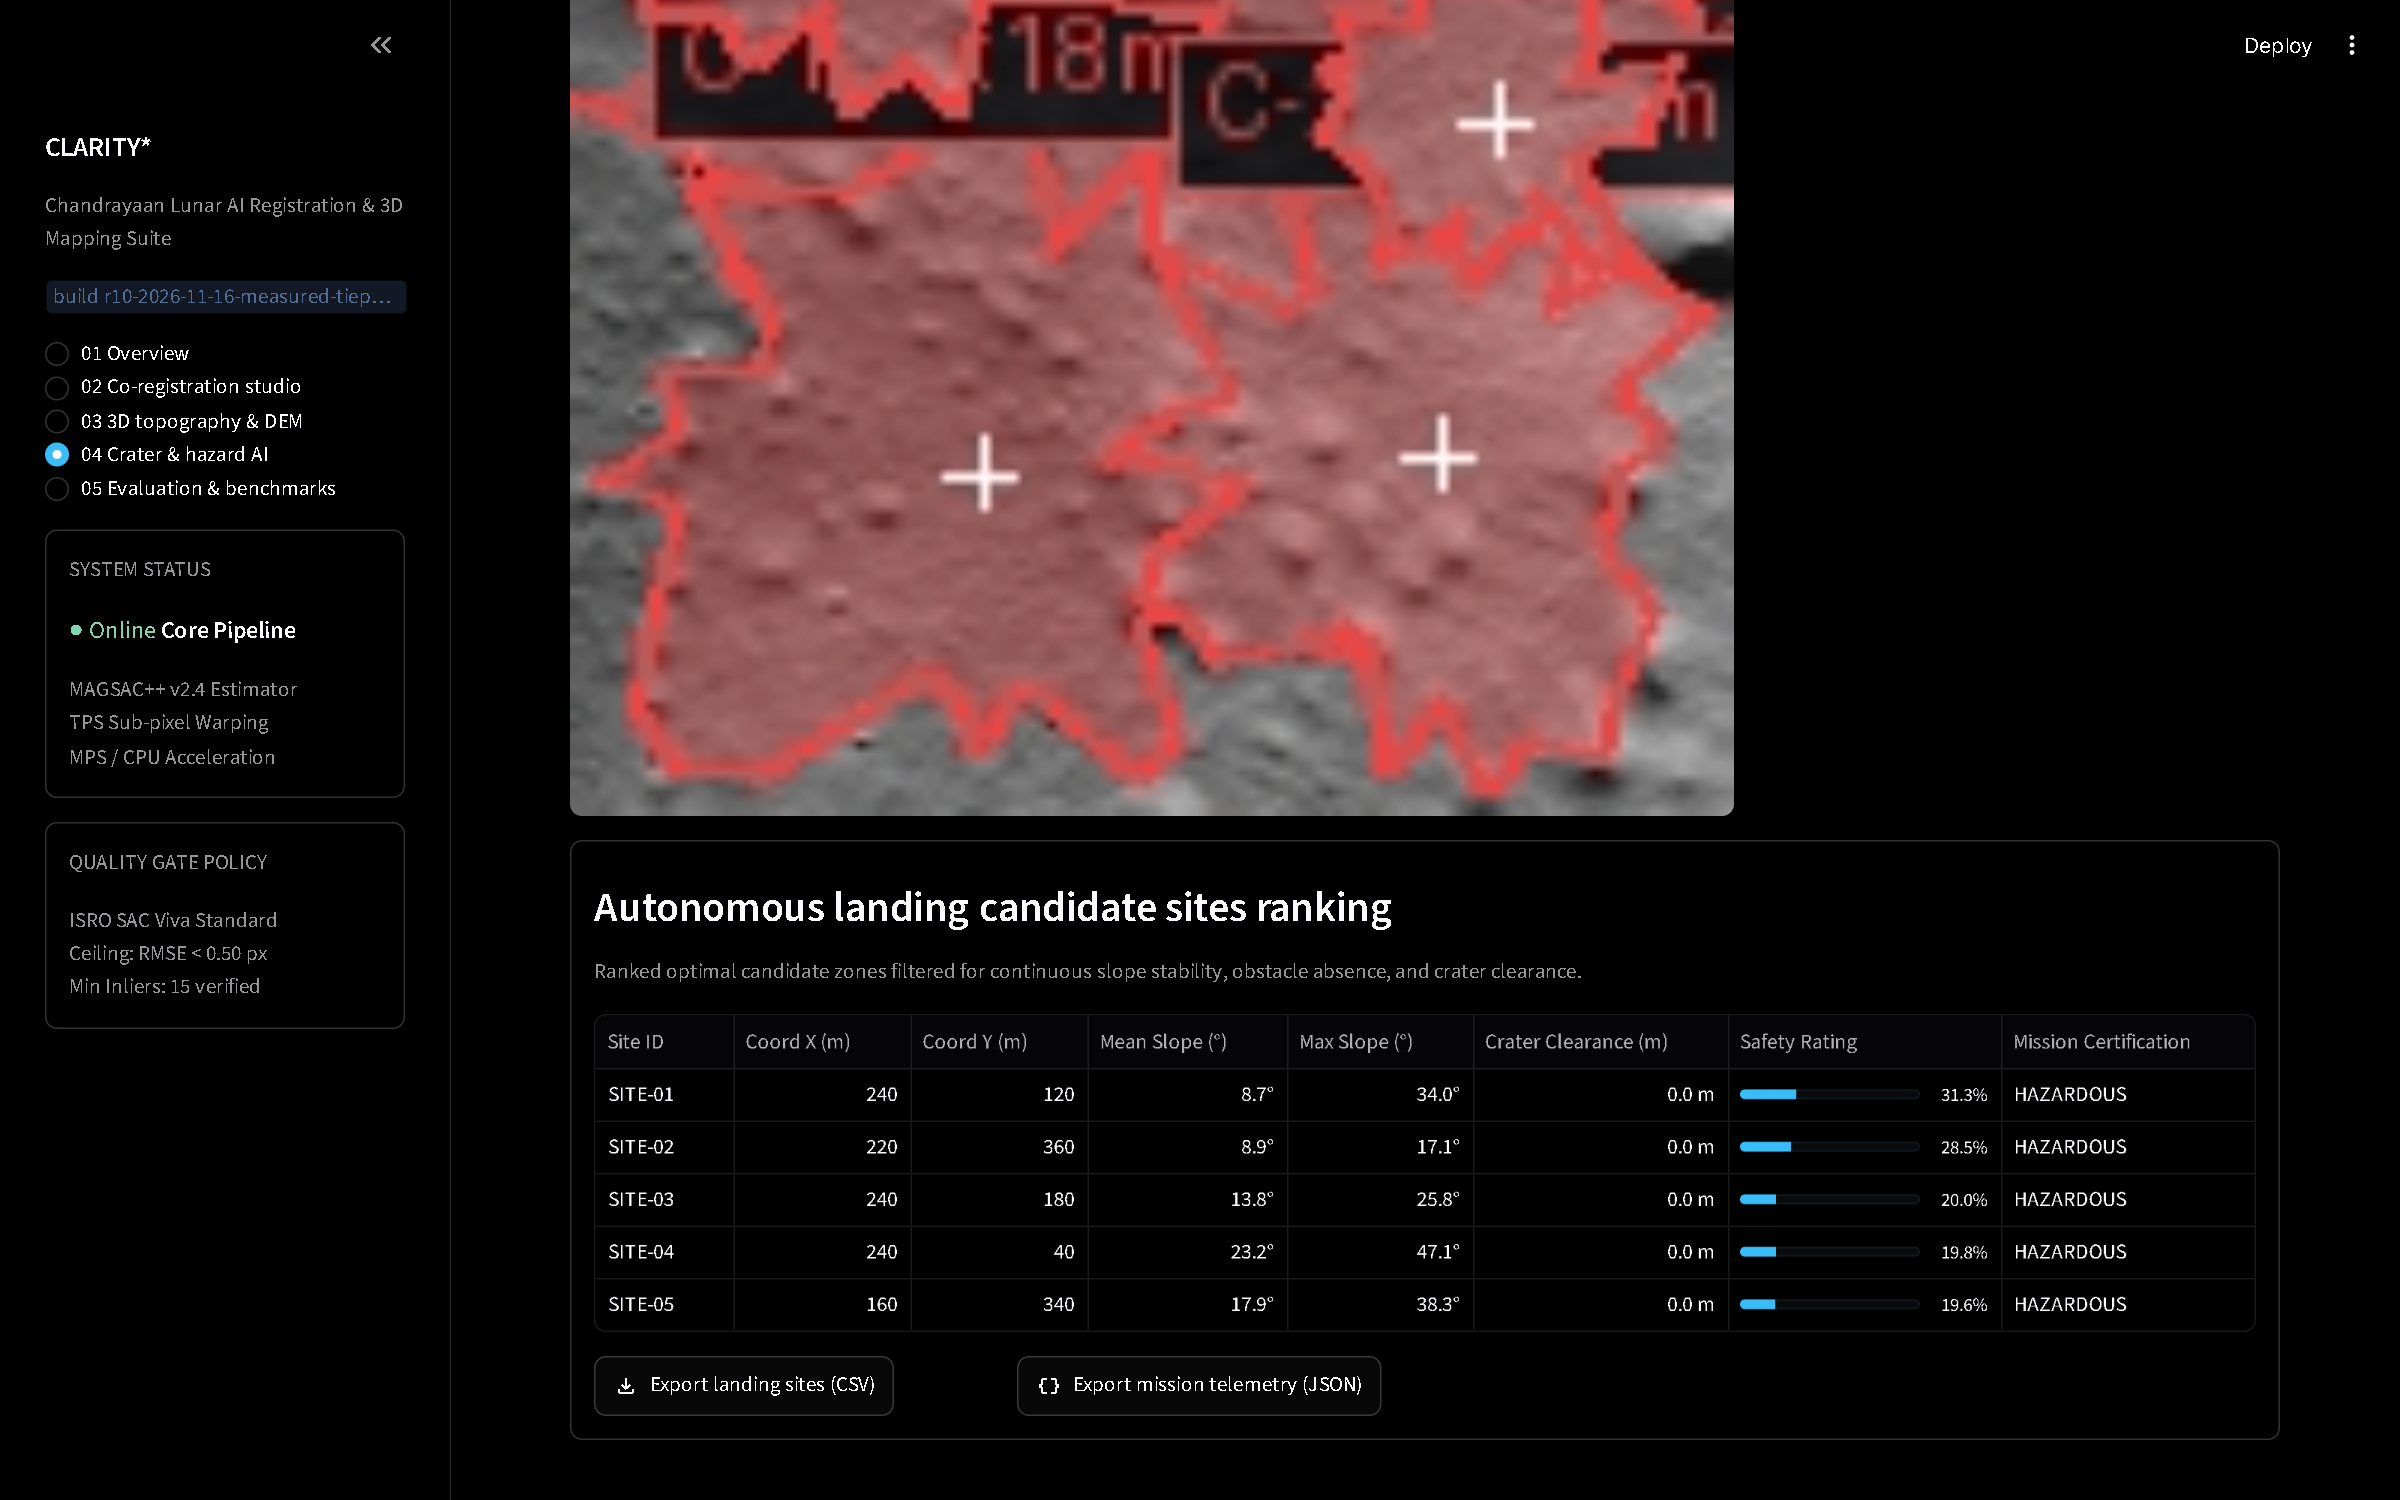 Deploy
CLARITY*
Chandrayaan Lunar AI Registration & 3D
Mapping Suite
build r10-2026-11-16-measured-tiep...
01 Overview
02 Co-registration studio
03 3D topography & DEM
04 Crater & hazard AI
05 Evaluation & benchmarks
SYSTEM STATUS
Online Core Pipeline
MAGSAC++ v2.4 Estimator
TPS Sub-pixel Warping
MPS / CPU Acceleration
QUALITY GATE POLICY
ISRO SAC Viva Standard
Ceiling: RMSE < 0.50 px
Min Inliers: 15 verified
18m
C-
Autonomous landing candidate sites ranking
Ranked optimal candidate zones filtered for continuous slope stability, obstacle absence, and crater clearance.
Site ID Coord X (m) Coord Y (m) Mean Slope (°) Max Slope (°) Crater Clearance (m) Safety Rating Mission Certification
SITE-01 240 120 8.7° 34.0° 0.0 m 31.3% HAZARDOUS
SITE-02 220 360 8.9° 17.1° 0.0 m 28.5% HAZARDOUS
SITE-03 240 180 13.8° 25.8° 0.0 m 20.0% HAZARDOUS
SITE-04 240 40 23.2° 47.1° 0.0 m 19.8% HAZARDOUS
SITE-05 160 340 17.9° 38.3° 0.0 m 19.6% HAZARDOUS
Export landing sites (CSV)
Export mission telemetry (JSON)